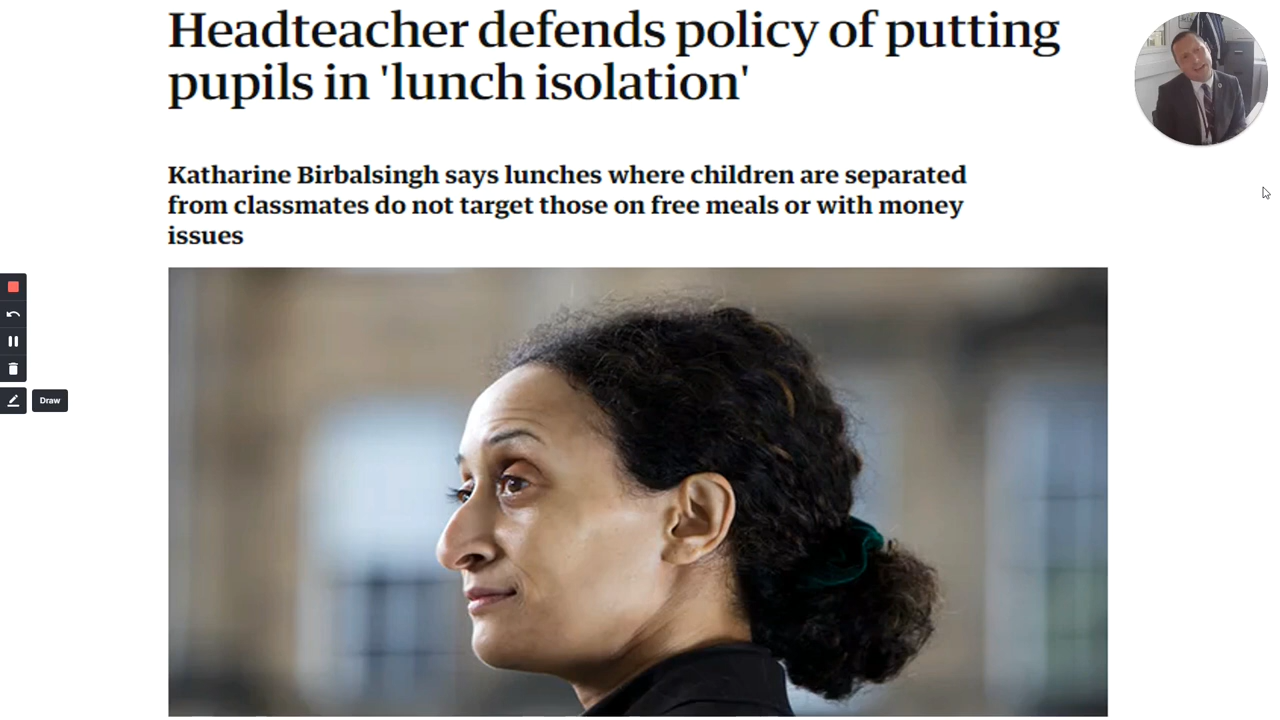 Headteacher defends policy of putting
pupils in 'lunch isolation'
Katharine Birbalsingh says lunches where children are separated
from classmates do not target those on free meals or with money
issues
Draw